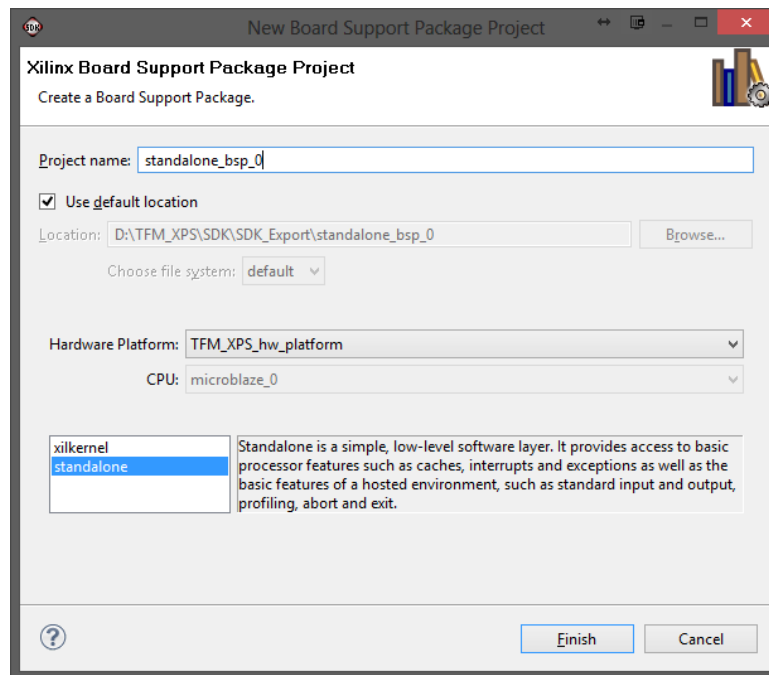 SDK
New Board Support Package Project
Xilinx Board Support Package Project
Create a Board Support Package.
Project name: standalone_bsp_0
Use default location
Location: D:\TFM_XPS\SDK\SDK_Export\standalone_bsp_0 Browse...
Choose file system: default
Hardware Platform: TFM_XPS_hw_platform
CPU: microblaze_0
xilkernel
standalone
Standalone is a simple, low-level software layer. It provides access to basic
processor features such as caches, interrupts and exceptions as well as the
basic features of a hosted environment, such as standard input and output,
profiling, abort and exit.
?
Finish Cancel